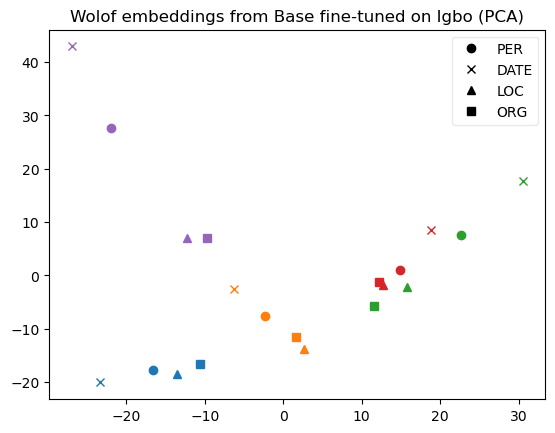 Wolof embeddings from Base fine-tuned on Igbo (PCA)
PER
DATE
LOC
ORG
40
30
20
10
0
−10
−20
−20 −10 0 10 20 30